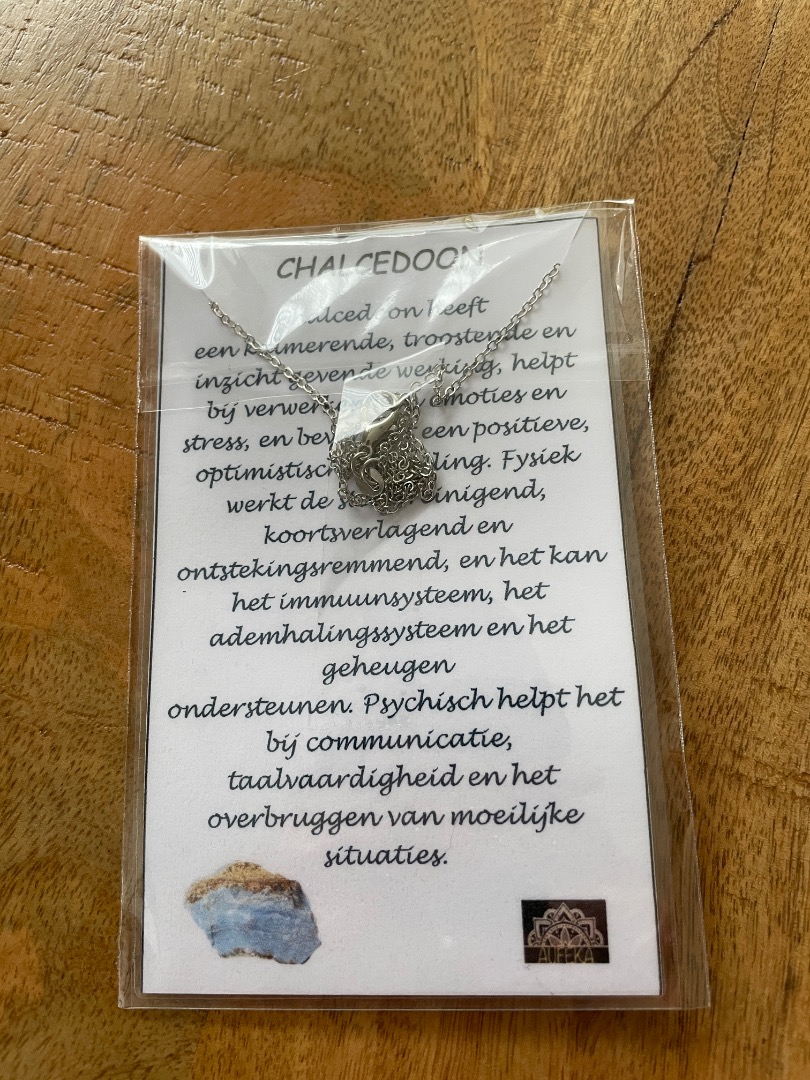 CHALCEDOON
heeft
een troostende en
inzicht gevende werking, helpt
bij emoties en
stress, en een positieve,
Fysiek
werkt de
koortsverlagend en
ontstekingsremmend, en het kan
het immuunsysteem, het
ademhalingssysteem en het
geheugen
ondersteunen. Psychisch helpt het
bij communicatie,
taalvaardigheid en het
overbruggen van moeilijke
situaties.